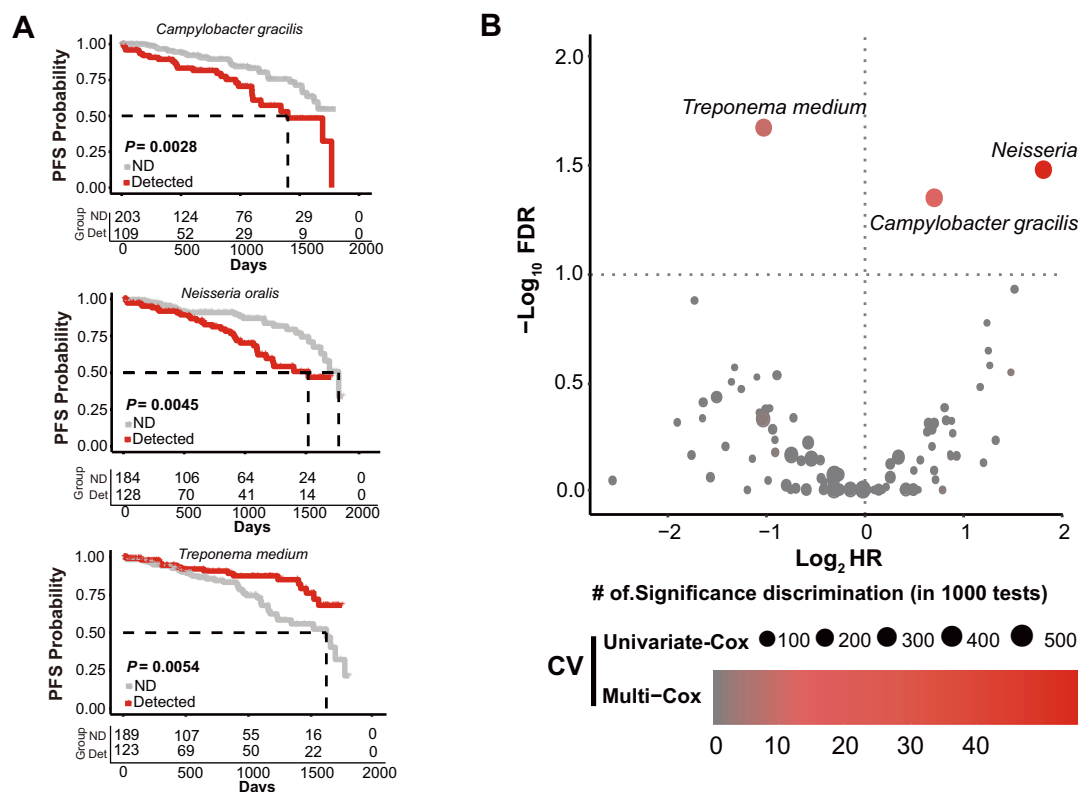 A
Campylobacter gracilis
PFS Probability
1.00
0.75
0.50
0.25
0.00
P= 0.0028
ND
Detected
Group
ND 203 124 76 29 0
Det 109 52 29 9 0
0 500 1000 1500 2000
Days
Neisseria oralis
PFS Probability
1.00
0.75
0.50
0.25
0.00
P= 0.0045
ND
Detected
Group
ND 184 106 64 24 0
Det 128 70 41 14 0
0 500 1000 1500 2000
Days
Treponema medium
PFS Probability
1.00
0.75
0.50
0.25
0.00
P= 0.0054
ND
Detected
Group
ND 189 107 55 16 0
Det 123 69 50 22 0
0 500 1000 1500 2000
Days
B
−Log10 FDR
2.0
1.5
1.0
0.5
0.0
Treponema medium
Neisseria
Campylobacter gracilis
−2 −1 0 1 2
Log2 HR
# of.Significance discrimination (in 1000 tests)
CV
Univariate-Cox 100 200 300 400 500
Multi−Cox
0 10 20 30 40